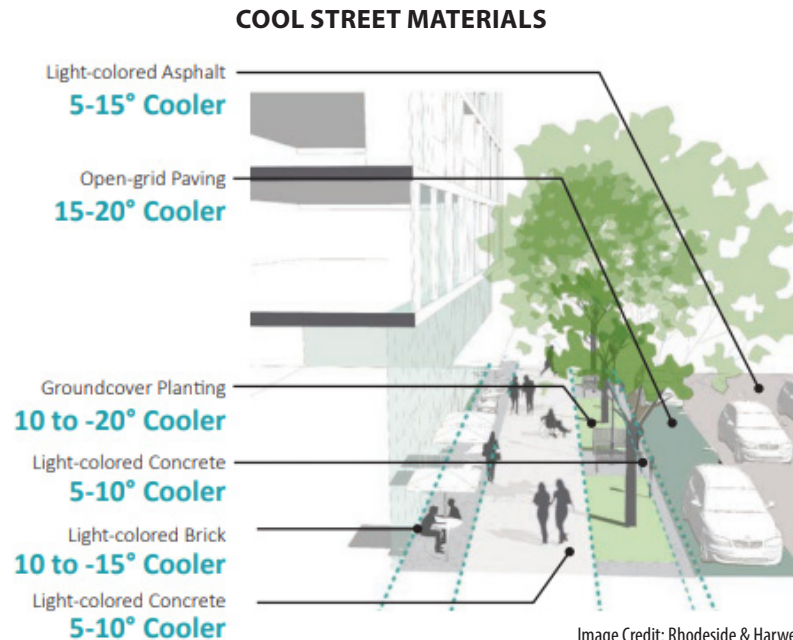 COOL STREET MATERIALS
Light-colored Asphalt
5-15° Cooler
Open-grid Paving
15-20° Cooler
Groundcover Planting
10 to -20° Cooler
Light-colored Concrete
5-10° Cooler
Light-colored Brick
10 to -15° Cooler
Light-colored Concrete
5-10° Cooler
Image Credit: Rhodeside & Harwe